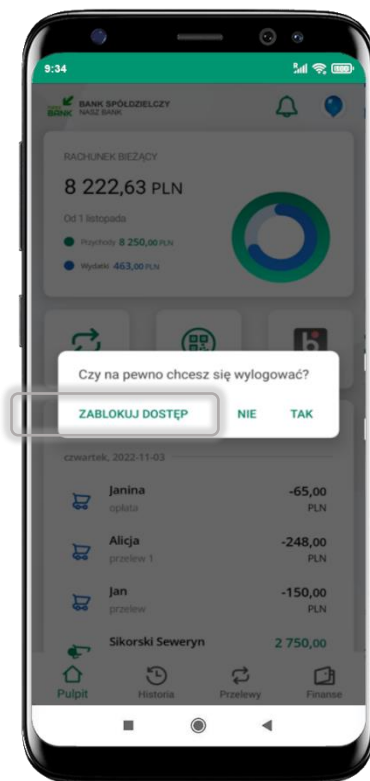 9:34
BANK SPÓŁDZIELCZY
NASZ BANK
RACHUNEK BIEŻĄCY
8 222,63 PLN
Od 1 listopada
Przychody 8 250,00 PLN
Wydatki 463,00 PLN
Czy na pewno chcesz się wylogować?
ZABLOKUJ DOSTĘP NIE TAK
czwartek, 2022-11-03
Janina -65,00
opłata PLN
Alicja -248,00
przelew 1 PLN
Jan -150,00
przelew PLN
Sikorski Seweryn 2 750,00
Pulpit Historia Przelewy Finanse